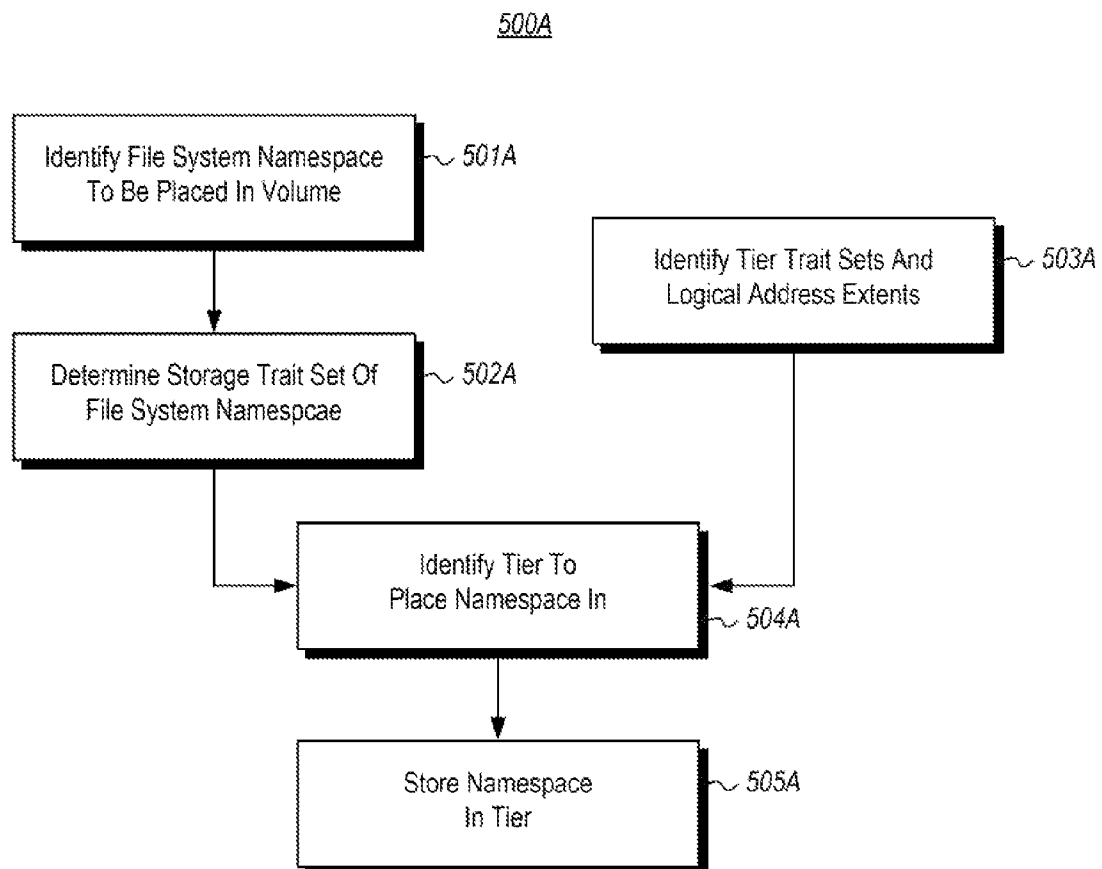 500A
Identify File System Namespace
To Be Placed In Volume
501A
Identify Tier Trait Sets And
Logical Address Extents
503A
Determine Storage Trait Set Of
File System Namespcae
502A
Identify Tier To
Place Namespace In
504A
Store Namespace
In Tier
505A